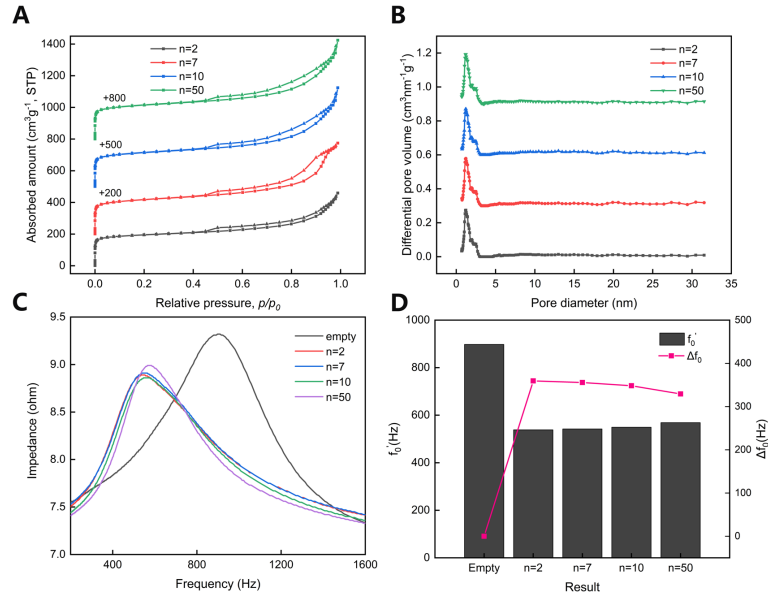 A
n=2
n=7
n=10
n=50
+800
+500
+200
1400
1200
1000
800
600
400
200
0
0.0 0.2 0.4 0.6 0.8 1.0
Absorbed amount (cm³g⁻¹, STP)
Relative pressure, p/p₀
B
n=2
n=7
n=10
n=50
1.2
1.0
0.8
0.6
0.4
0.2
0.0
0 5 10 15 20 25 30 35
Differential pore volume (cm³nm⁻¹g⁻¹)
Pore diameter (nm)
C
empty
n=2
n=7
n=10
n=50
9.5
9.0
8.5
8.0
7.5
7.0
400 800 1200 1600
Impedance (ohm)
Frequency (Hz)
D
f₀'
Δf₀
1000
800
600
400
200
0
500
400
300
200
100
0
Empty n=2 n=7 n=10 n=50
f₀'(Hz)
Δf₀(Hz)
Result